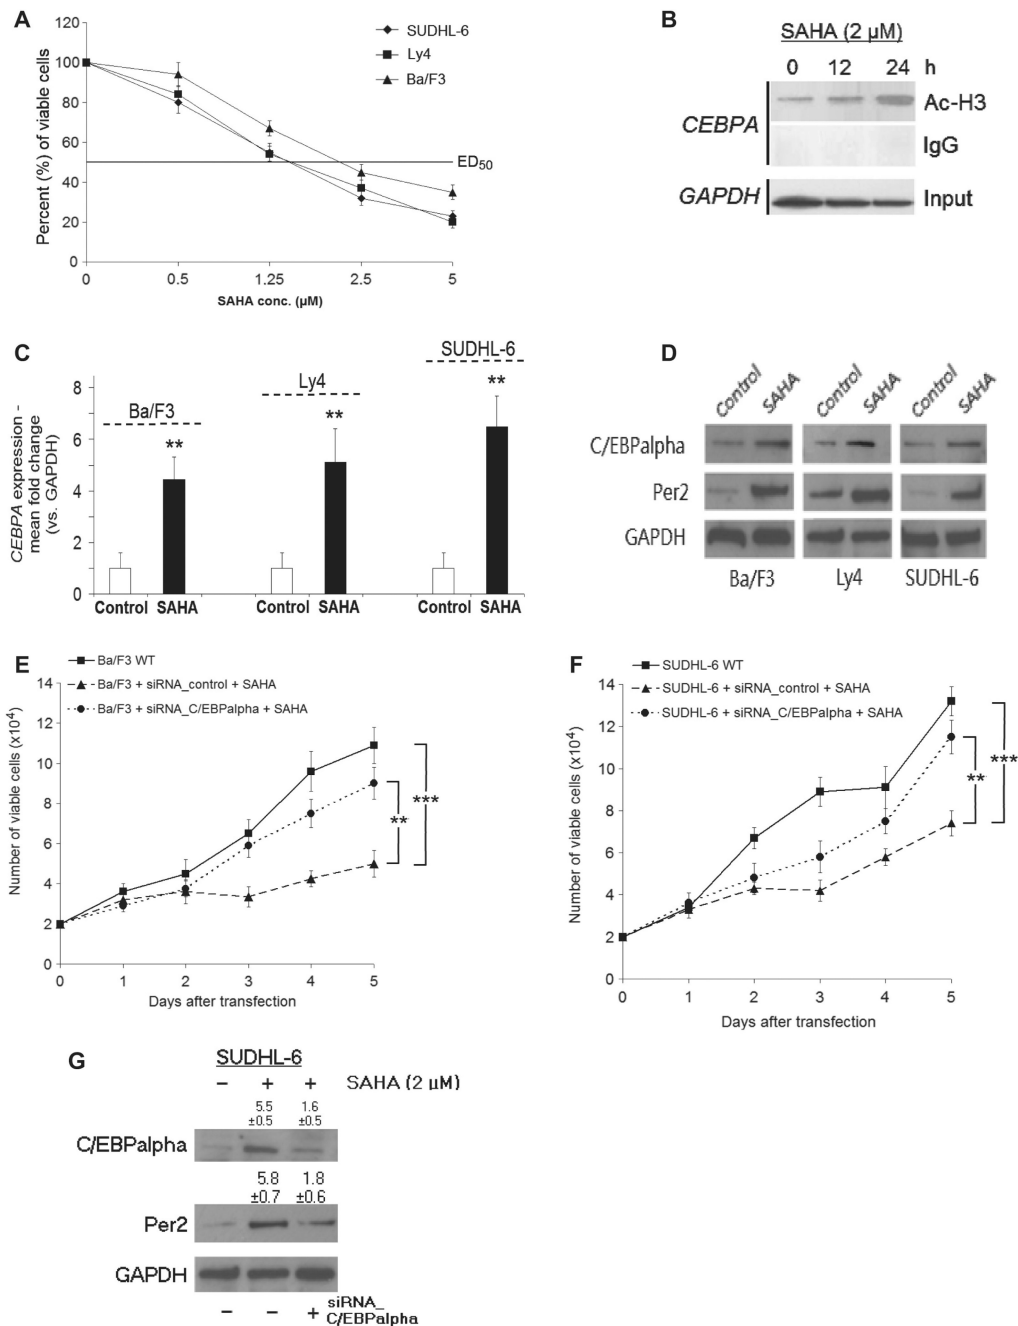 A
120
100
80
60
40
20
0
Percent (%) of viable cells
SUDHL-6
Ly4
Ba/F3
ED50
0 0.5 1.25 2.5 5
SAHA conc. (µM)
B
SAHA (2 µM)
0 12 24 h
CEBPA
Ac-H3
IgG
GAPDH
Input
C
8
6
4
2
0
CEBPA expression -
mean fold change
(vs. GAPDH)
Ba/F3
**
Ly4
**
SUDHL-6
**
Control SAHA Control SAHA Control SAHA
D
Control SAHA Control SAHA Control SAHA
C/EBPalpha
Per2
GAPDH
Ba/F3 Ly4 SUDHL-6
E
Ba/F3 WT
Ba/F3 + siRNA_control + SAHA
Ba/F3 + siRNA_C/EBPalpha + SAHA
14
12
10
8
6
4
2
0
Number of viable cells (x10⁴)
**
***
0 1 2 3 4 5
Days after transfection
F
SUDHL-6 WT
SUDHL-6 + siRNA_control + SAHA
SUDHL-6 + siRNA_C/EBPalpha + SAHA
14
12
10
8
6
4
2
0
Number of viable cells (x10⁴)
**
***
0 1 2 3 4 5
Days after transfection
G
SUDHL-6
– + + SAHA (2 µM)
5.5 1.6
±0.5 ±0.5
C/EBPalpha
5.8 1.8
±0.7 ±0.6
Per2
GAPDH
– – + siRNA_
C/EBPalpha